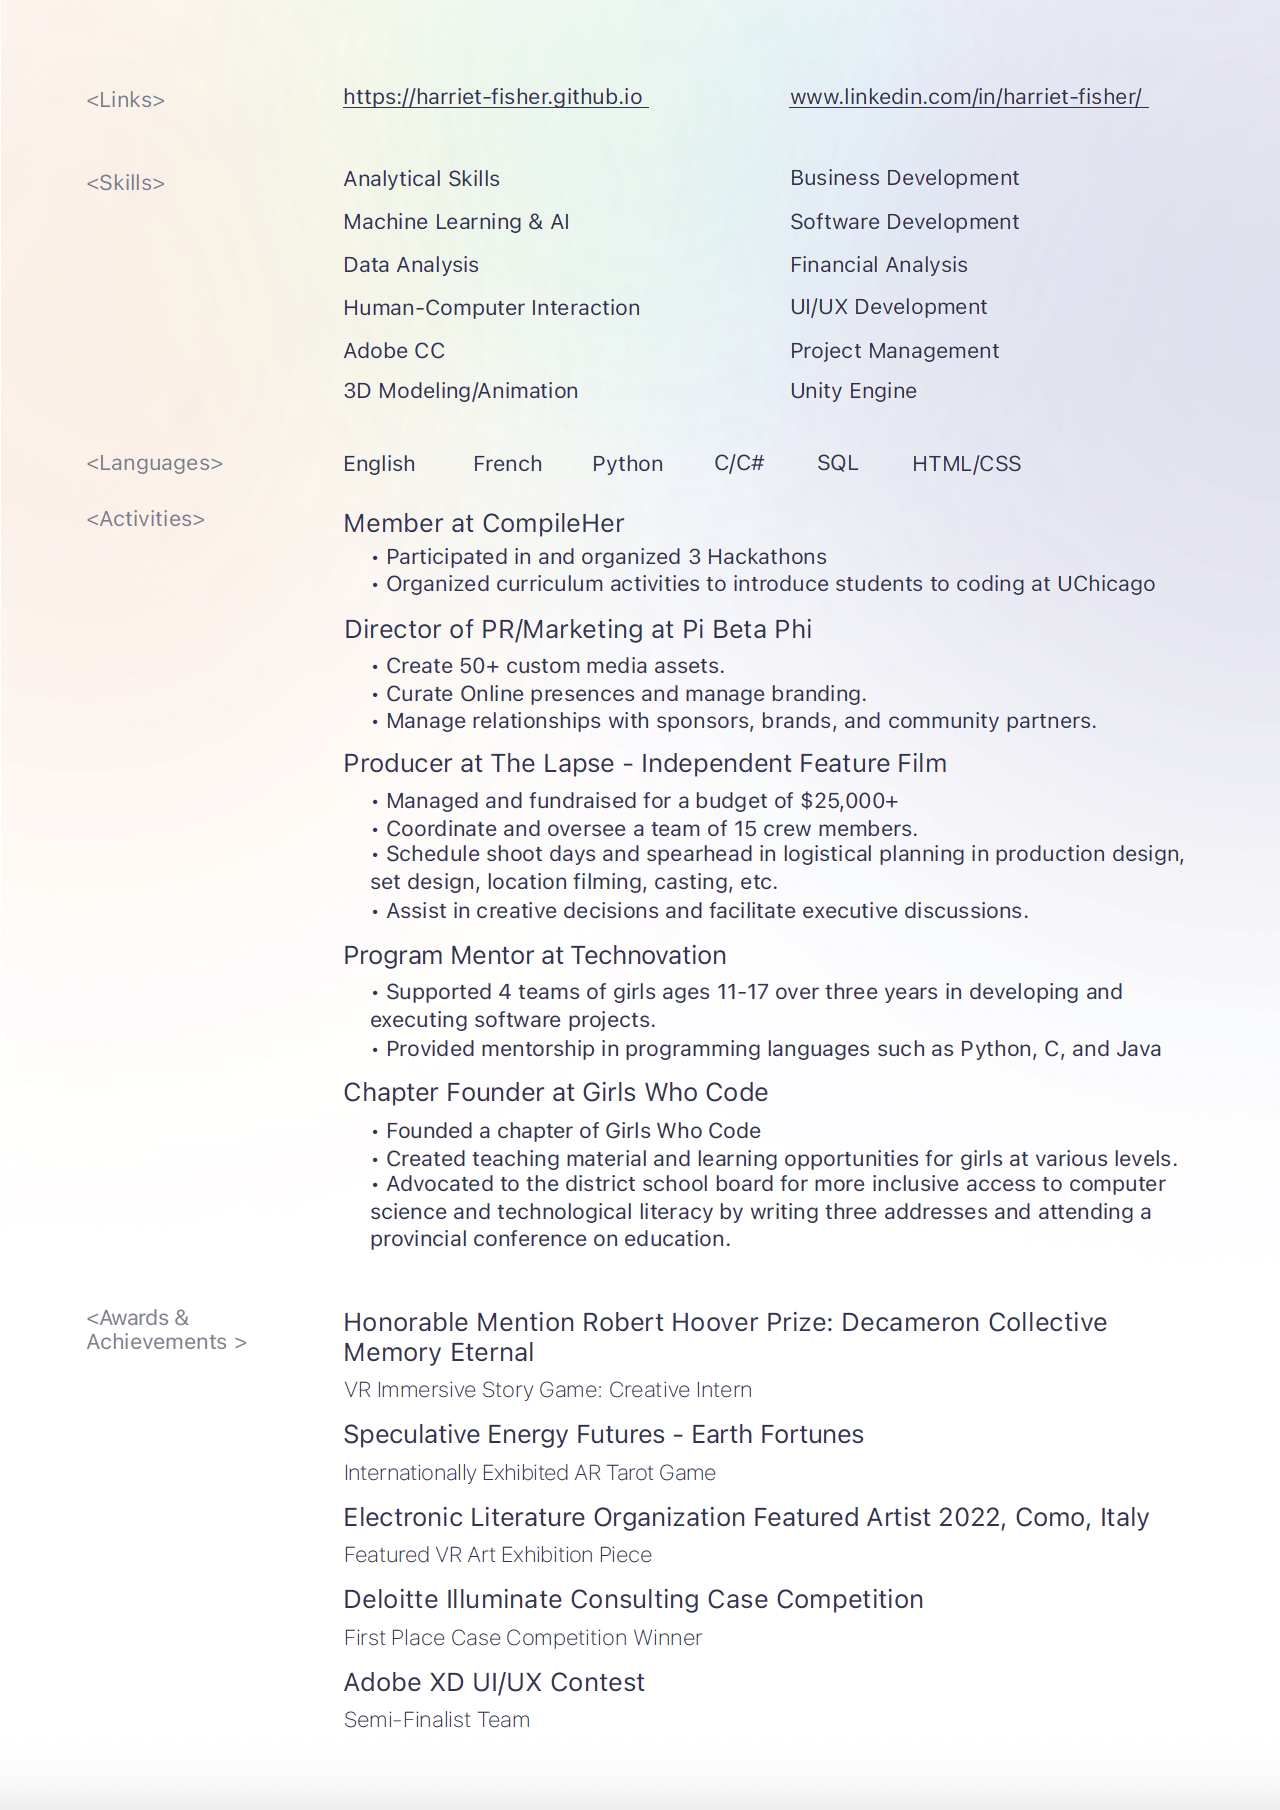 <Links>
https://harriet-fisher.github.io
www.linkedin.com/in/harriet-fisher/
<Skills>
Analytical Skills
Business Development
Machine Learning & AI
Software Development
Data Analysis
Financial Analysis
Human-Computer Interaction
UI/UX Development
Adobe CC
Project Management
3D Modeling/Animation
Unity Engine
<Languages>
English French Python C/C# SQL HTML/CSS
<Activities>
Member at CompileHer
• Participated in and organized 3 Hackathons
• Organized curriculum activities to introduce students to coding at UChicago
Director of PR/Marketing at Pi Beta Phi
• Create 50+ custom media assets.
• Curate Online presences and manage branding.
• Manage relationships with sponsors, brands, and community partners.
Producer at The Lapse - Independent Feature Film
• Managed and fundraised for a budget of $25,000+
• Coordinate and oversee a team of 15 crew members.
• Schedule shoot days and spearhead in logistical planning in production design,
set design, location filming, casting, etc.
• Assist in creative decisions and facilitate executive discussions.
Program Mentor at Technovation
• Supported 4 teams of girls ages 11-17 over three years in developing and
executing software projects.
• Provided mentorship in programming languages such as Python, C, and Java
Chapter Founder at Girls Who Code
• Founded a chapter of Girls Who Code
• Created teaching material and learning opportunities for girls at various levels.
• Advocated to the district school board for more inclusive access to computer
science and technological literacy by writing three addresses and attending a
provincial conference on education.
<Awards &
Achievements >
Honorable Mention Robert Hoover Prize: Decameron Collective
Memory Eternal
VR Immersive Story Game: Creative Intern
Speculative Energy Futures - Earth Fortunes
Internationally Exhibited AR Tarot Game
Electronic Literature Organization Featured Artist 2022, Como, Italy
Featured VR Art Exhibition Piece
Deloitte Illuminate Consulting Case Competition
First Place Case Competition Winner
Adobe XD UI/UX Contest
Semi-Finalist Team